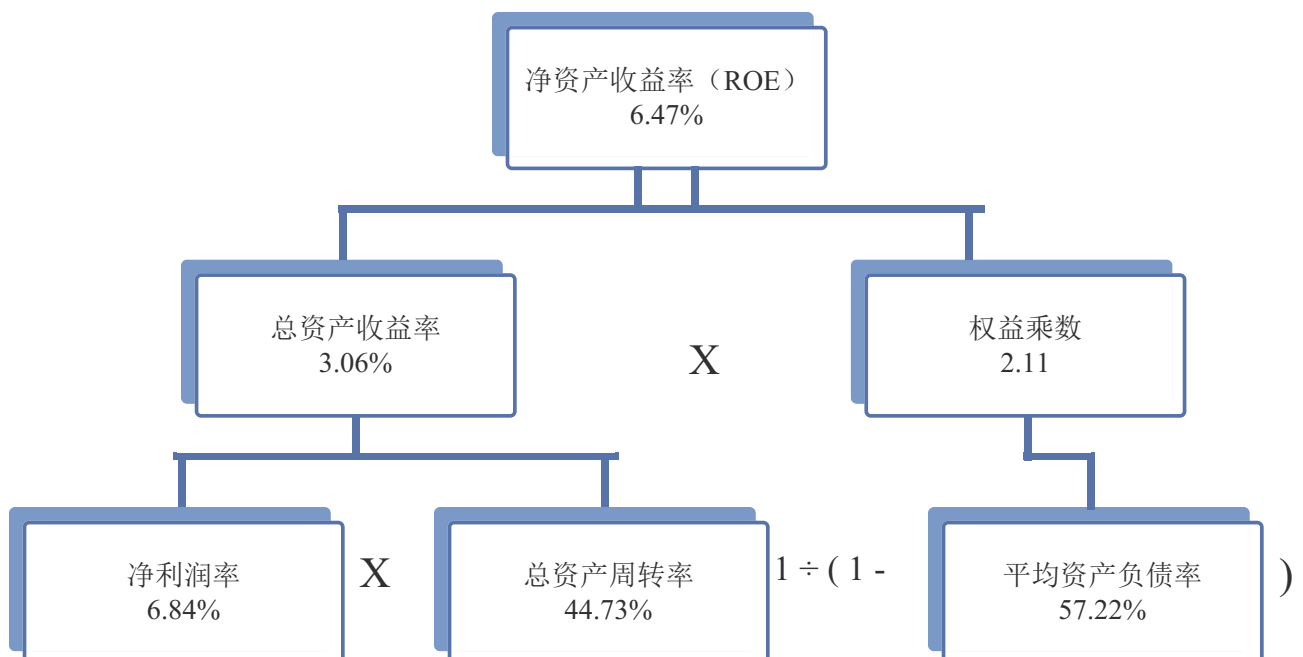 净资产收益率（ROE）
6.47%
总资产收益率
3.06%
X
权益乘数
2.11
净利润率
6.84%
X
总资产周转率
44.73%
1 ÷ ( 1 -
平均资产负债率
57.22%
)